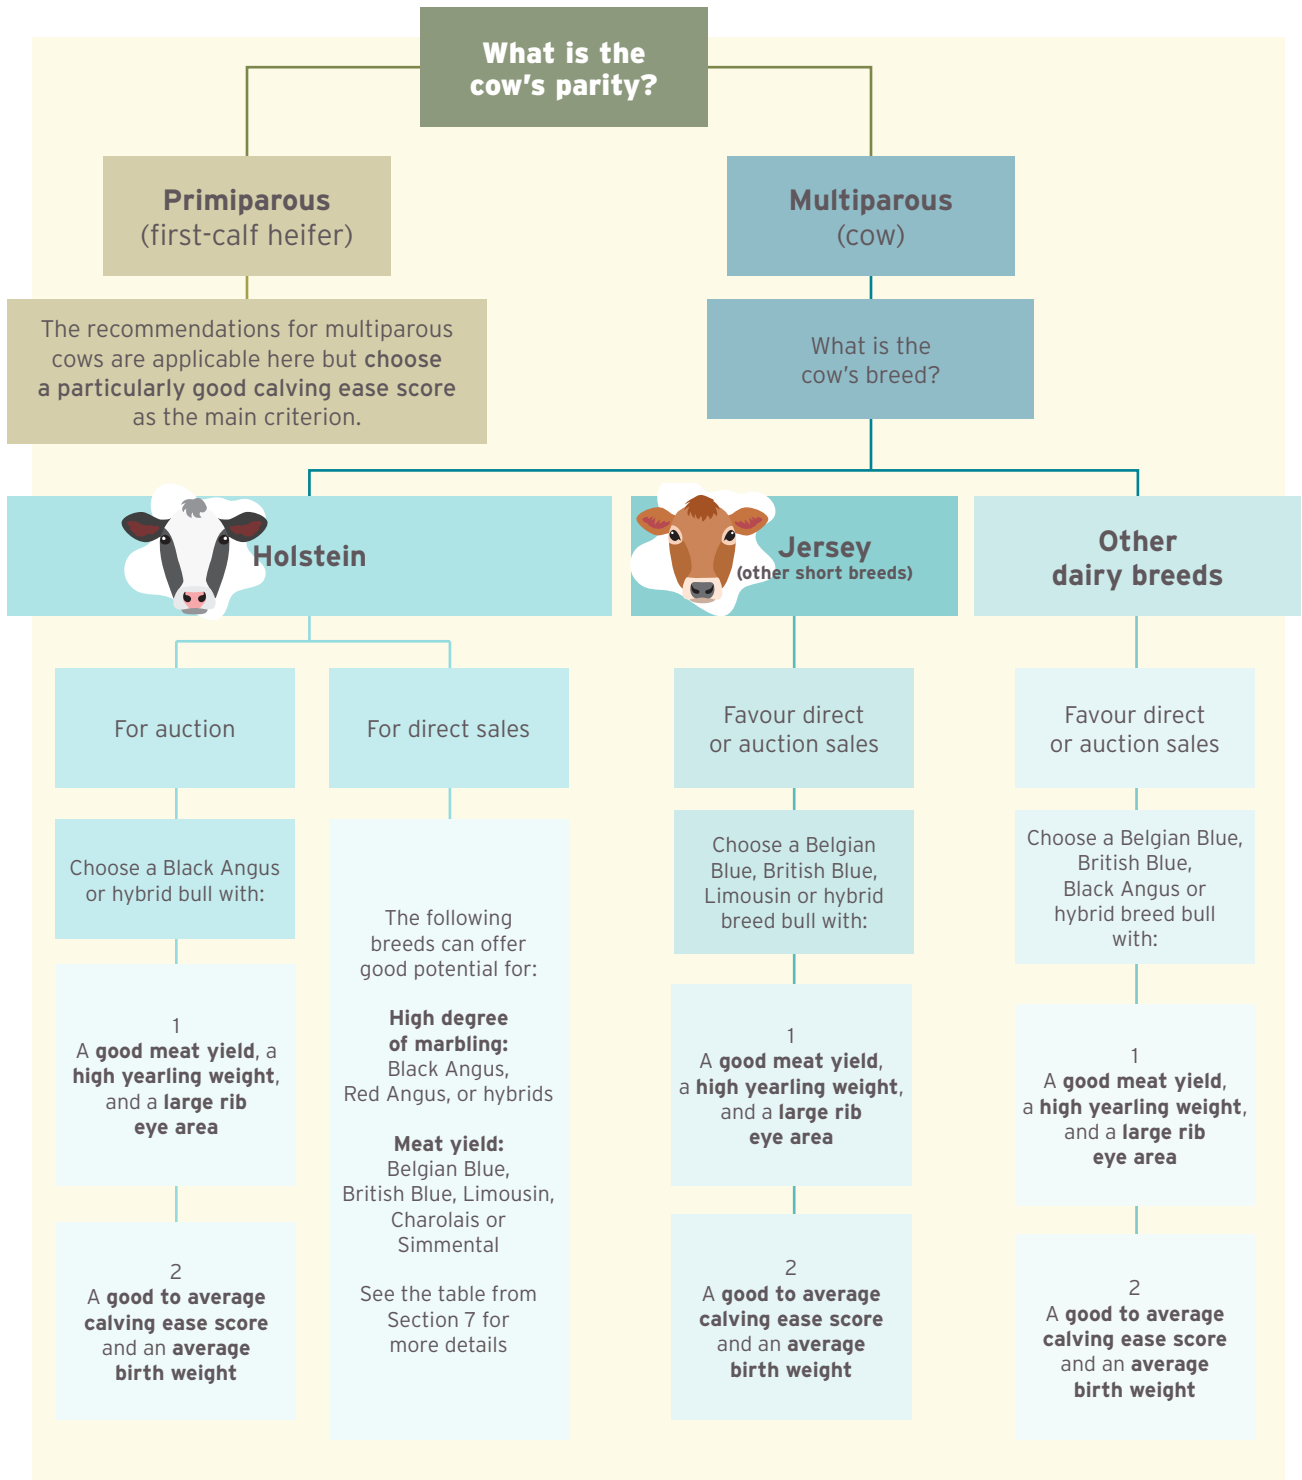 What is the
cow's parity?
Primiparous
(first-calf heifer)
Multiparous
(cow)
The recommendations for multiparous
cows are applicable here but choose
a particularly good calving ease score
as the main criterion.
What is the
cow's breed?
Holstein
Jersey
(other short breeds)
Other
dairy breeds
For auction
For direct sales
Favour direct
or auction sales
Favour direct
or auction sales
Choose a Black Angus
or hybrid bull with:
1
A good meat yield, a
high yearling weight,
and a large rib
eye area
2
A good to average
calving ease score
and an average
birth weight
The following
breeds can offer
good potential for:
High degree
of marbling:
Black Angus,
Red Angus, or hybrids
Meat yield:
Belgian Blue,
British Blue, Limousin,
Charolais or
Simmental
See the table from
Section 7 for
more details
Choose a Belgian
Blue, British Blue,
Limousin or hybrid
breed bull with:
1
A good meat yield,
a high yearling weight,
and a large rib
eye area
2
A good to average
calving ease score
and an average
birth weight
Choose a Belgian Blue,
British Blue,
Black Angus or
hybrid breed bull
with:
1
A good meat yield,
a high yearling weight,
and a large rib
eye area
2
A good to average
calving ease score
and an average
birth weight